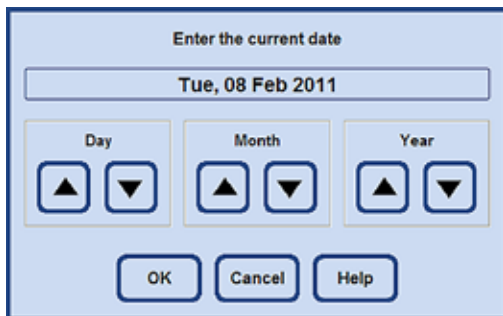 Enter the current date
Tue, 08 Feb 2011
Day Month Year
OK Cancel Help